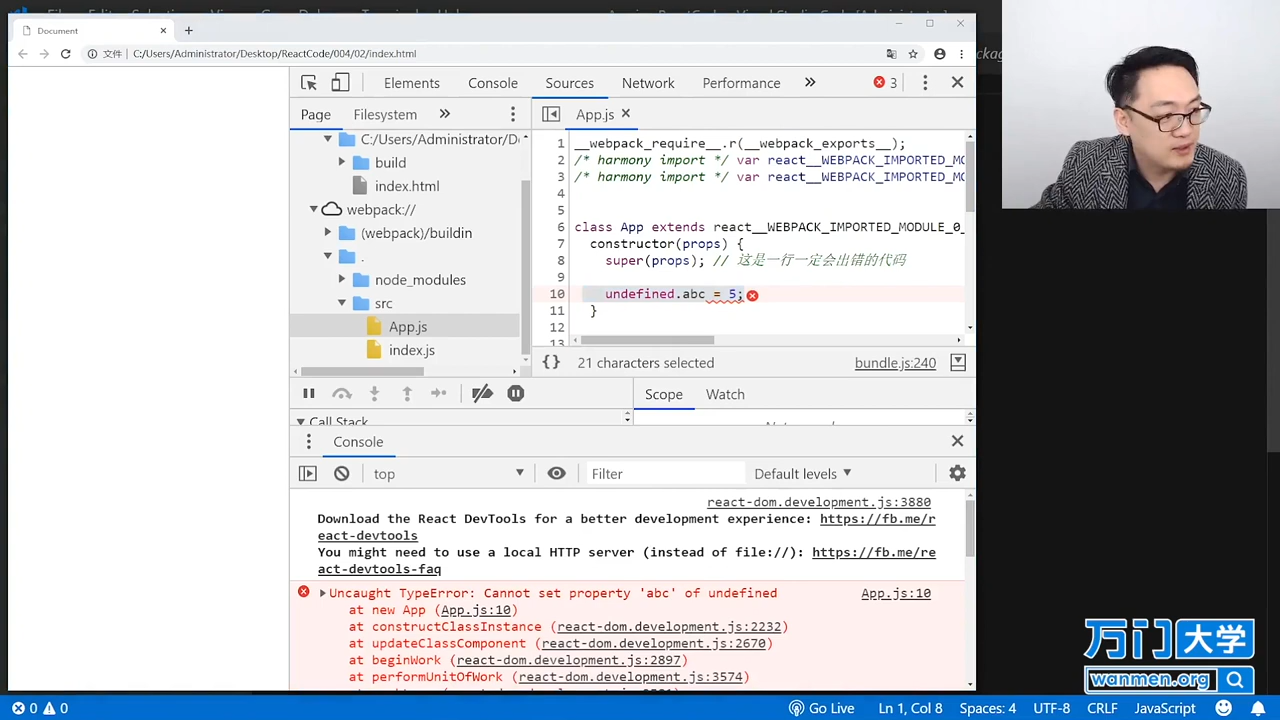 Document
文件
C:/Users/Administrator/Desktop/ReactCode/004/02/index.html
Elements Console Sources Network Performance » 3
Page Filesystem » App.js
C:/Users/Administrator/D
build
index.html
webpack://
(webpack)/buildin
.
node_modules
src
App.js
index.js
1 __webpack_require__.r(__webpack_exports__);
2 /* harmony import */ var react__WEBPACK_IMPORTED_MO
3 /* harmony import */ var react__WEBPACK_IMPORTED_MO
4
5
6 class App extends react__WEBPACK_IMPORTED_MODULE_0_
7 constructor(props) {
8 super(props); // 这是一行一定会出错的代码
9
10 undefined.abc = 5;
11 }
12
13
{} 21 characters selected bundle.js:240
Scope Watch
Call Stack
Console
top Filter Default levels
react-dom.development.js:3880
Download the React DevTools for a better development experience: https://fb.me/r
eact-devtools
You might need to use a local HTTP server (instead of file://): https://fb.me/re
act-devtools-faq
Uncaught TypeError: Cannot set property 'abc' of undefined App.js:10
at new App (App.js:10)
at constructClassInstance (react-dom.development.js:2232)
at updateClassComponent (react-dom.development.js:2670)
at beginWork (react-dom.development.js:2897)
at performUnitOfWork (react-dom.development.js:3574)
万门大学
wanmen.org
0 0 Go Live Ln 1, Col 8 Spaces: 4 UTF-8 CRLF JavaScript